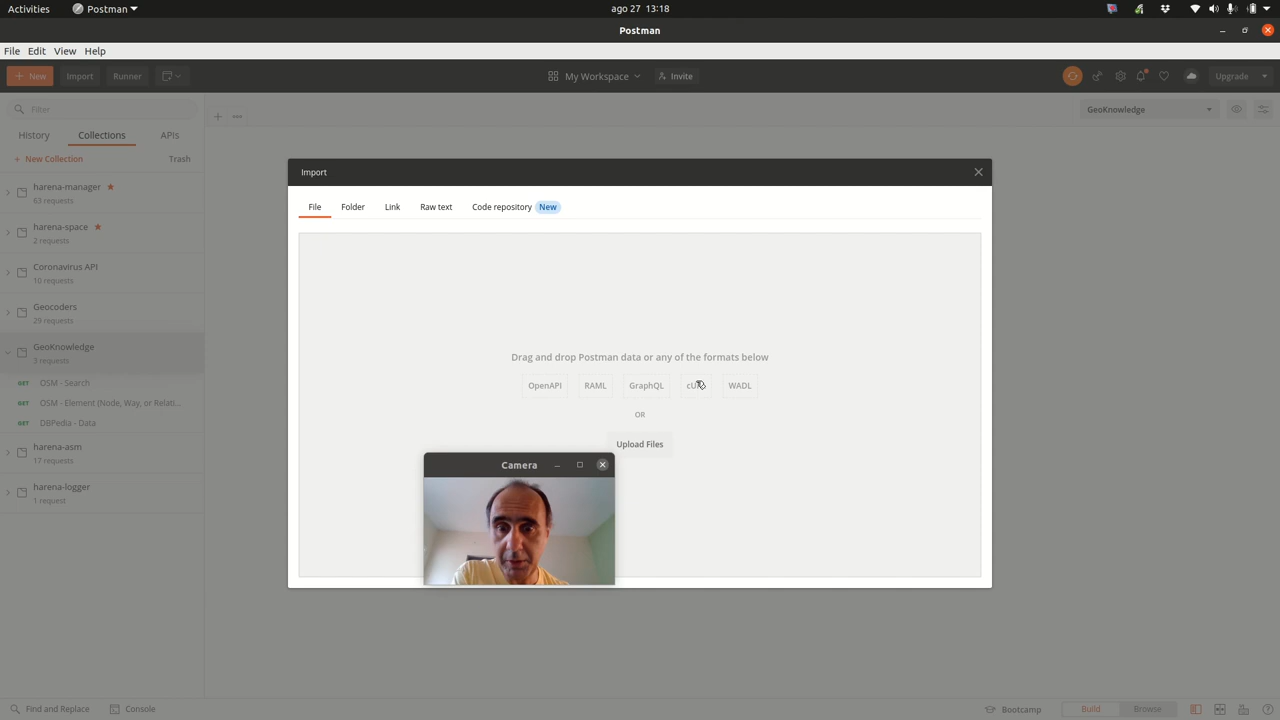 Activities
Postman
ago 27 13:18
Postman
File Edit View Help
New
Import
Runner
My Workspace
Invite
Upgrade
Filter
GeoKnowledge
History Collections APIs
+ New Collection
Trash
harena-manager
63 requests
harena-space
2 requests
Coronavirus API
10 requests
Geocoders
29 requests
GeoKnowledge
3 requests
GET OSM - Search
GET OSM - Element (Node, Way, or Relati...
GET DBPedia - Data
harena-asm
17 requests
harena-logger
1 request
Import
File Folder Link Raw text Code repository New
Drag and drop Postman data or any of the formats below
OpenAPI RAML GraphQL WADL
OR
Upload Files
Camera
Find and Replace
Console
Bootcamp
Build
Browse